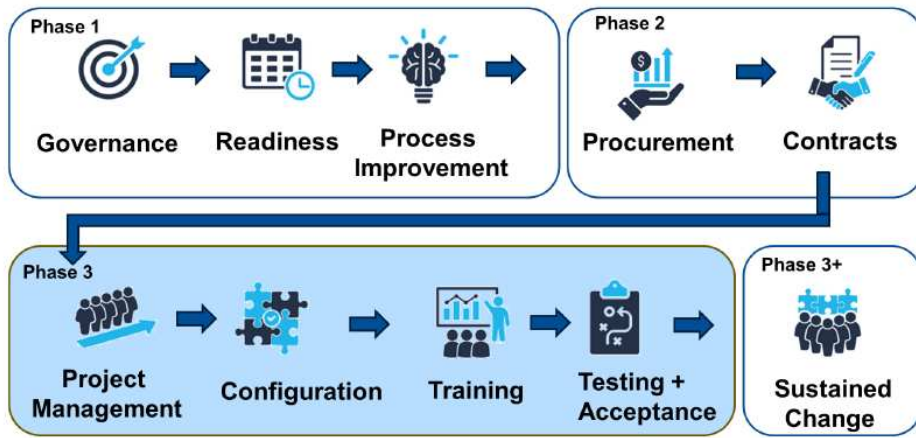 Phase 1
Governance
Readiness
Process
Improvement
Phase 2
$
Procurement
Contracts
Phase 3
Project
Management
Configuration
Training
Testing +
Acceptance
Phase 3+
Sustained
Change